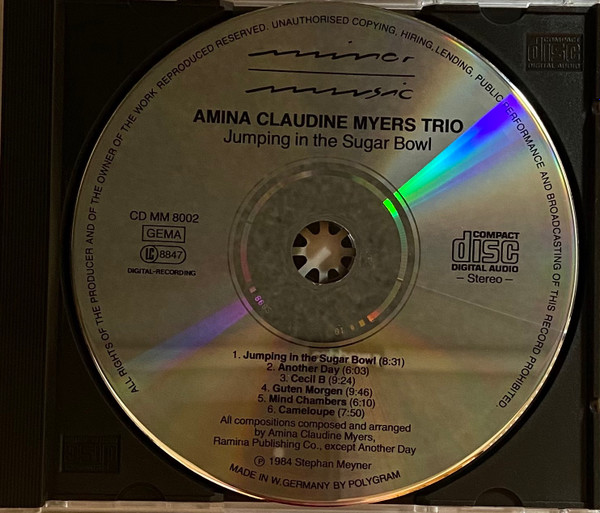 ALL RIGHTS OF THE PRODUCER AND OF THE OWNER OF THE WORK REPRODUCED RESERVED. UNAUTHORISED COPYING, HIRING, LENDING, PUBLIC PERFORMANCE AND BROADCASTING OF THIS RECORD PROHIBITED.
minor
music
AMINA CLAUDINE MYERS TRIO
Jumping in the Sugar Bowl
CD MM 8002
GEMA
LC 8847
DIGITAL-RECORDING
COMPACT
disc
DIGITAL AUDIO
– Stereo –
1. Jumping in the Sugar Bowl (8:31)
2. Another Day (6:03)
3. Cecil B (9:24)
4. Guten Morgen (9:46)
5. Mind Chambers (6:10)
6. Cameloupe (7:50)
All compositions composed and arranged
by Amina Claudine Myers,
Ramina Publishing Co., except Another Day
℗ 1984 Stephan Meyner
MADE IN W.GERMANY BY POLYGRAM
COMPACT
disc
DIGITAL AUDIO